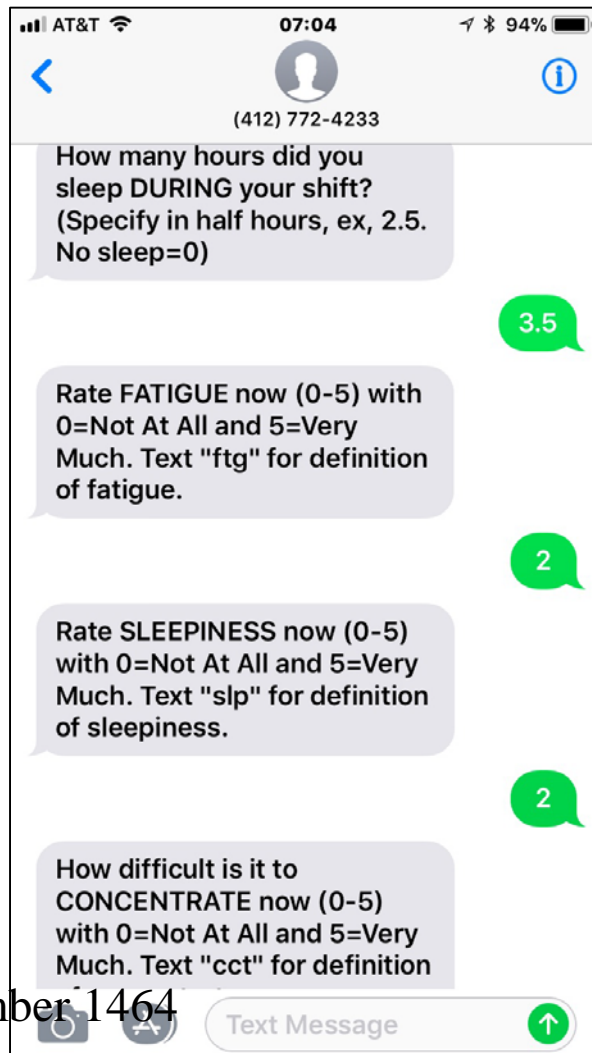 AT&T 07:04 94%
(412) 772-4233
How many hours did you
sleep DURING your shift?
(Specify in half hours, ex, 2.5.
No sleep=0)
3.5
Rate FATIGUE now (0-5) with
0=Not At All and 5=Very
Much. Text "ftg" for definition
of fatigue.
2
Rate SLEEPINESS now (0-5)
with 0=Not At All and 5=Very
Much. Text "slp" for definition
of sleepiness.
2
How difficult is it to
CONCENTRATE now (0-5)
with 0=Not At All and 5=Very
Much. Text "cct" for definition
mber 1464
Text Message